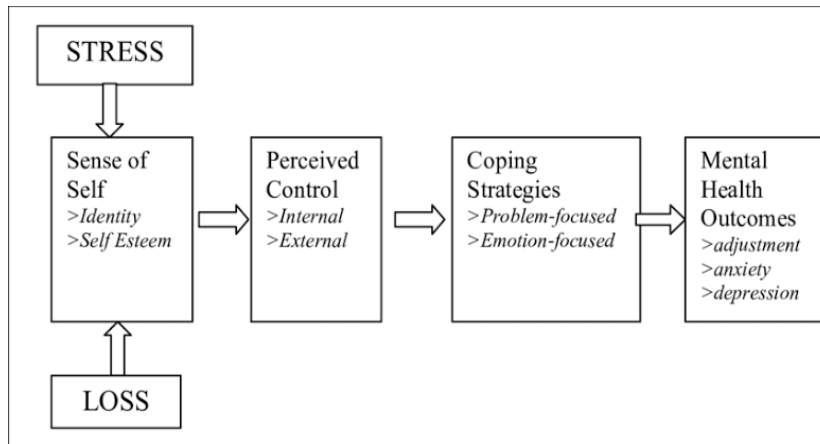 STRESS
Sense of
Self
>Identity
>Self Esteem
Perceived
Control
>Internal
>External
Coping
Strategies
>Problem-focused
>Emotion-focused
Mental
Health
Outcomes
>adjustment
>anxiety
>depression
LOSS